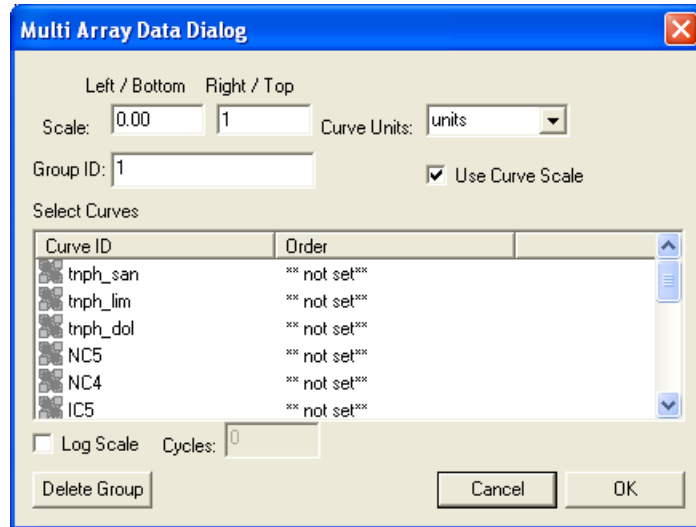 Multi Array Data Dialog
Left / Bottom Right / Top
Scale: 0.00 1 Curve Units: units
Group ID: 1 Use Curve Scale
Select Curves
Curve ID Order
tnph_san ** not set**
tnph_lim ** not set**
tnph_dol ** not set**
NC5 ** not set**
NC4 ** not set**
IC5 ** not set**
Log Scale Cycles: 0
Delete Group Cancel OK